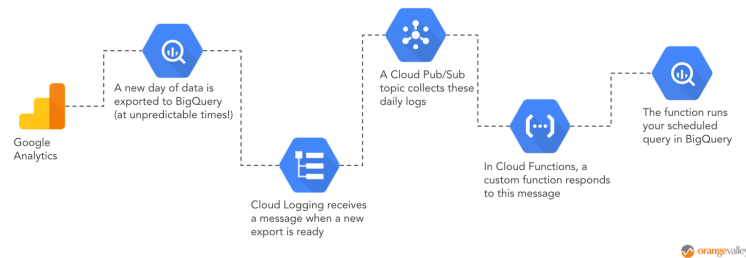 Google
Analytics
A new day of data is
exported to BigQuery
(at unpredictable times!)
Cloud Logging receives
a message when a new
export is ready
A Cloud Pub/Sub
topic collects these
daily logs
In Cloud Functions, a
custom function responds
to this message
The function runs
your scheduled
query in BigQuery
orangevalley